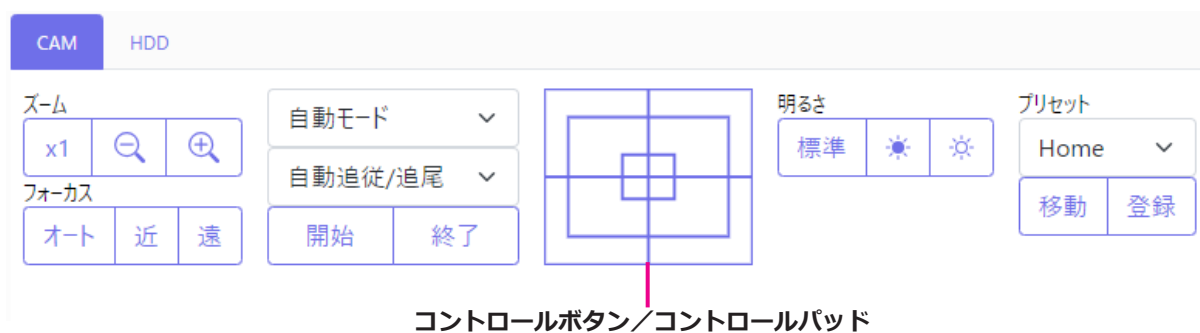 CAM HDD
ズーム
x1
フォーカス
オート 近 遠
自動モード
自動追従/追尾
開始 終了
明るさ
標準
プリセット
Home
移動 登録
コントロールボタン／コントロールパッド